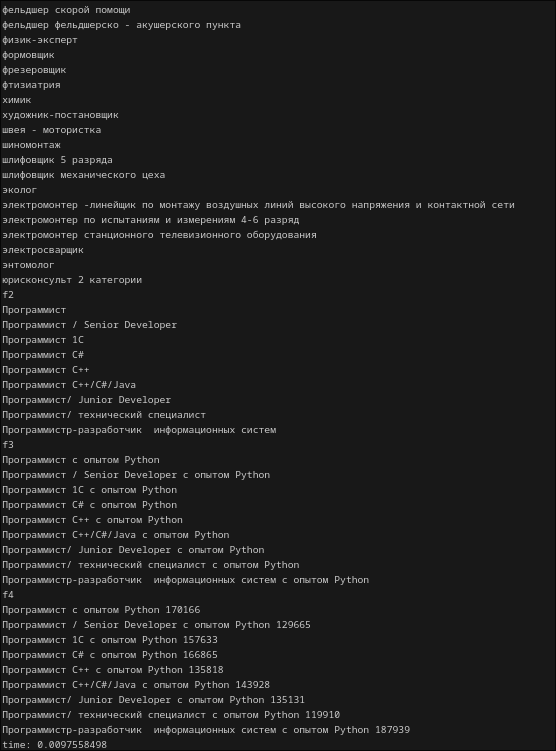 фельдшер скорой помощи
фельдшер фельдшерско - акушерского пункта
физик-эксперт
формовщик
фрезеровщик
фтизиатрия
химик
художник-постановщик
швея - мотористка
шиномонтаж
шлифовщик 5 разряда
шлифовщик механического цеха
эколог
электромонтер -линейщик по монтажу воздушных линий высокого напряжения и контактной сети
электромонтер по испытаниям и измерениям 4-6 разряд
электромонтер станционного телевизионного оборудования
электросварщик
энтомолог
юрисконсульт 2 категории
f2
Программист
Программист / Senior Developer
Программист 1С
Программист C#
Программист C++
Программист C++/C#/Java
Программист/ Junior Developer
Программист/ технический специалист
Программистр-разработчик  информационных систем
f3
Программист с опытом Python
Программист / Senior Developer с опытом Python
Программист 1С с опытом Python
Программист C# с опытом Python
Программист C++ с опытом Python
Программист C++/C#/Java с опытом Python
Программист/ Junior Developer с опытом Python
Программист/ технический специалист с опытом Python
Программистр-разработчик  информационных систем с опытом Python
f4
Программист с опытом Python 170166
Программист / Senior Developer с опытом Python 129665
Программист 1С с опытом Python 157633
Программист C# с опытом Python 166865
Программист C++ с опытом Python 135818
Программист C++/C#/Java с опытом Python 143928
Программист/ Junior Developer с опытом Python 135131
Программист/ технический специалист с опытом Python 119910
Программистр-разработчик  информационных систем с опытом Python 187939
time: 0.0097558498